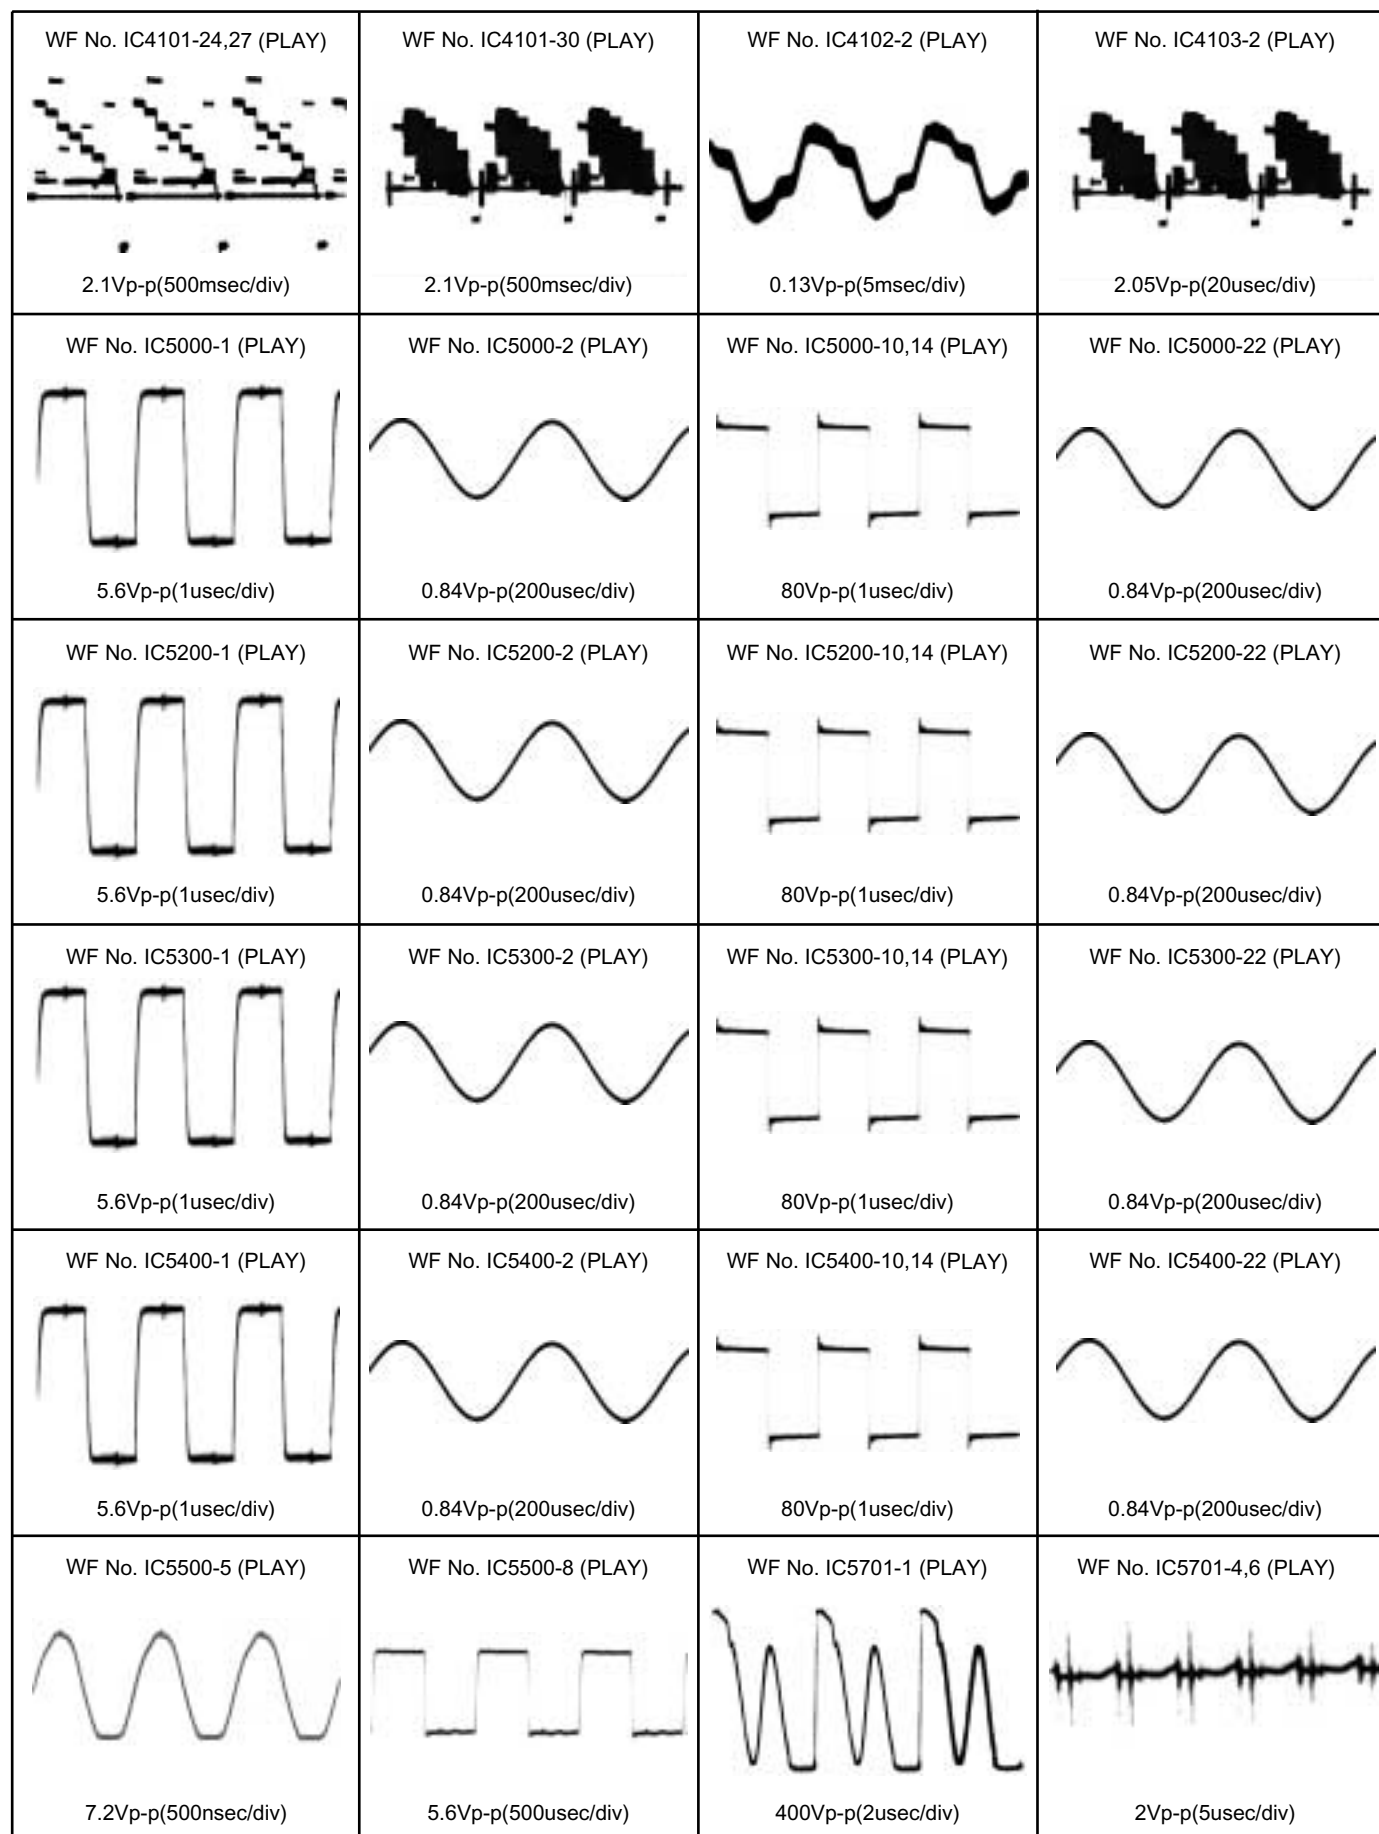 WF No. IC4101-24,27 (PLAY)
WF No. IC4101-30 (PLAY)
WF No. IC4102-2 (PLAY)
WF No. IC4103-2 (PLAY)
2.1Vp-p(500msec/div)
2.1Vp-p(500msec/div)
0.13Vp-p(5msec/div)
2.05Vp-p(20usec/div)
WF No. IC5000-1 (PLAY)
WF No. IC5000-2 (PLAY)
WF No. IC5000-10,14 (PLAY)
WF No. IC5000-22 (PLAY)
5.6Vp-p(1usec/div)
0.84Vp-p(200usec/div)
80Vp-p(1usec/div)
0.84Vp-p(200usec/div)
WF No. IC5200-1 (PLAY)
WF No. IC5200-2 (PLAY)
WF No. IC5200-10,14 (PLAY)
WF No. IC5200-22 (PLAY)
5.6Vp-p(1usec/div)
0.84Vp-p(200usec/div)
80Vp-p(1usec/div)
0.84Vp-p(200usec/div)
WF No. IC5300-1 (PLAY)
WF No. IC5300-2 (PLAY)
WF No. IC5300-10,14 (PLAY)
WF No. IC5300-22 (PLAY)
5.6Vp-p(1usec/div)
0.84Vp-p(200usec/div)
80Vp-p(1usec/div)
0.84Vp-p(200usec/div)
WF No. IC5400-1 (PLAY)
WF No. IC5400-2 (PLAY)
WF No. IC5400-10,14 (PLAY)
WF No. IC5400-22 (PLAY)
5.6Vp-p(1usec/div)
0.84Vp-p(200usec/div)
80Vp-p(1usec/div)
0.84Vp-p(200usec/div)
WF No. IC5500-5 (PLAY)
WF No. IC5500-8 (PLAY)
WF No. IC5701-1 (PLAY)
WF No. IC5701-4,6 (PLAY)
7.2Vp-p(500nsec/div)
5.6Vp-p(500usec/div)
400Vp-p(2usec/div)
2Vp-p(5usec/div)